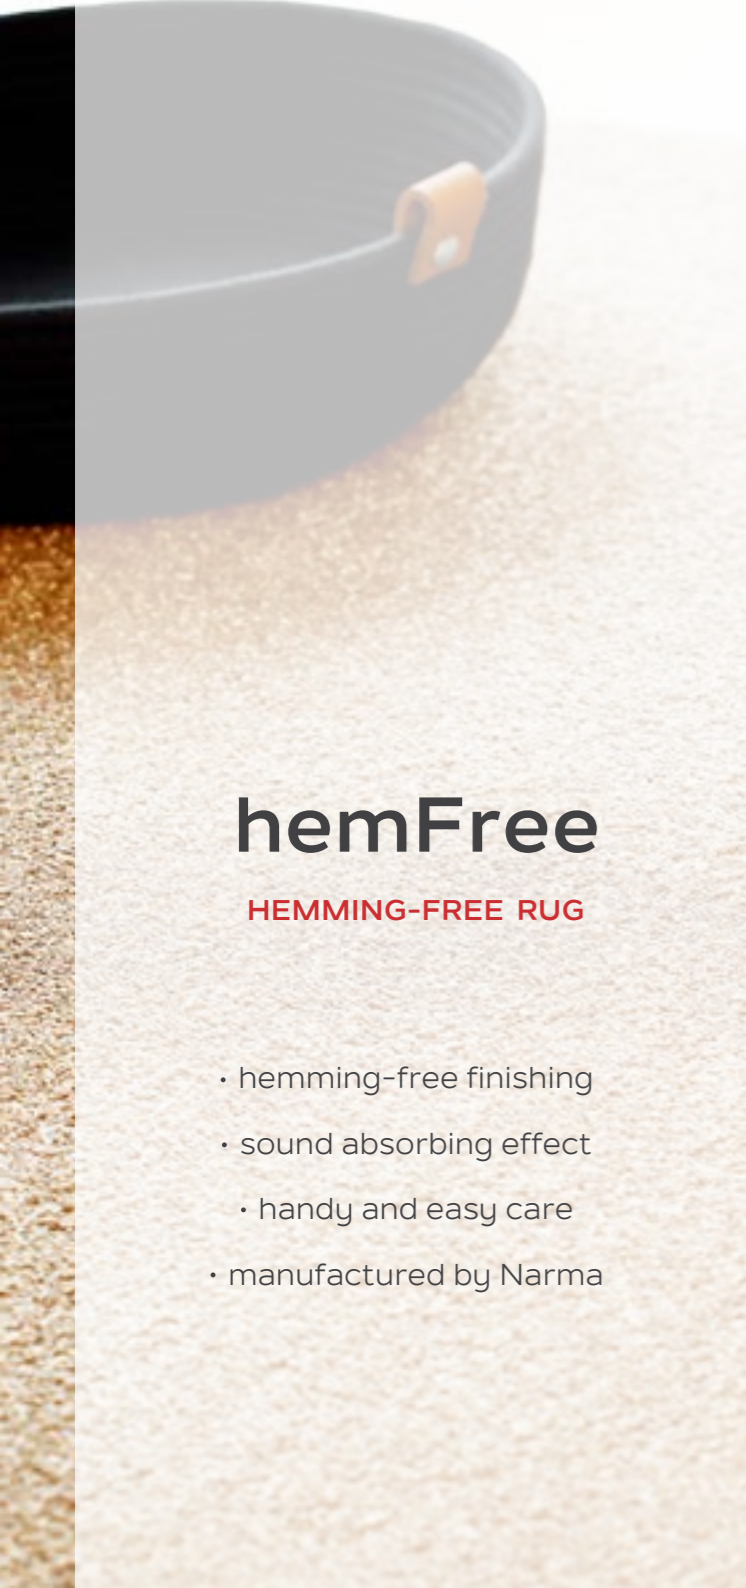 hemFree
HEMMING-FREE RUG
• hemming-free finishing
• sound absorbing effect
• handy and easy care
• manufactured by Narma